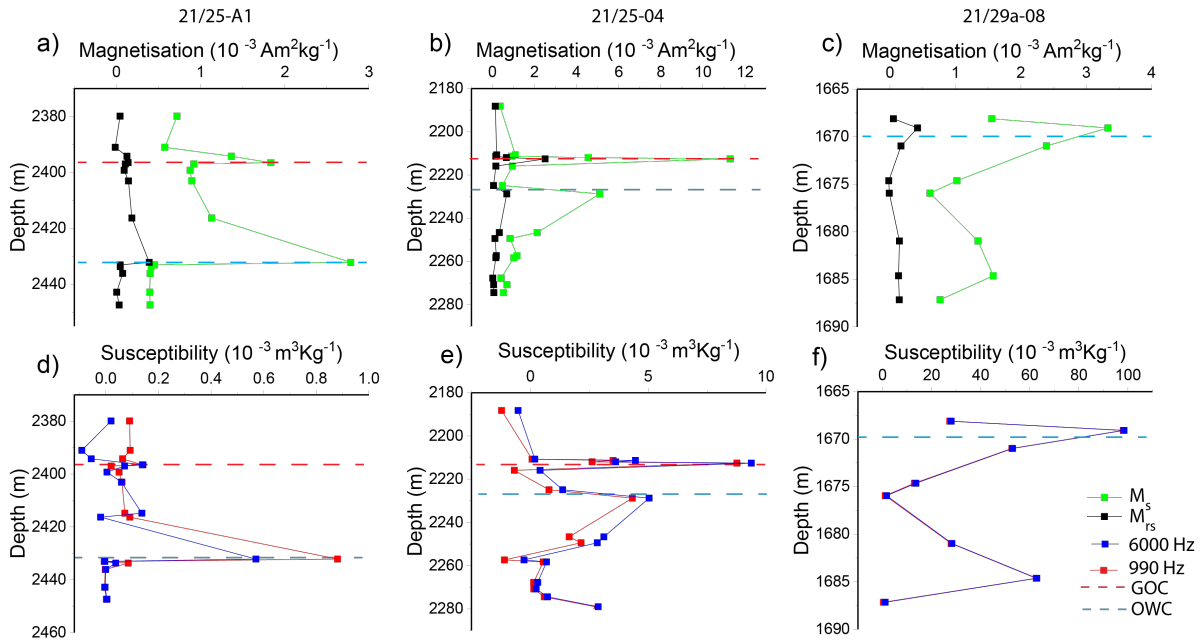 21/25-A1
21/25-04
21/29a-08
a)
Magnetisation (10 ⁻³ Am²kg⁻¹)
0 1 2 3
Depth (m)
2380
2400
2420
2440
b)
Magnetisation (10 ⁻³ Am²kg⁻¹)
0 2 4 6 8 10 12
Depth (m)
2180
2200
2220
2240
2260
2280
c)
Magnetisation (10 ⁻³ Am²kg⁻¹)
0 1 2 3 4
Depth (m)
1665
1670
1675
1680
1685
1690
d)
Susceptibility (10 ⁻³ m³Kg⁻¹)
0.0 0.2 0.4 0.6 0.8 1.0
Depth (m)
2380
2400
2420
2440
2460
e)
Susceptibility (10 ⁻³ m³Kg⁻¹)
0 5 10
Depth (m)
2180
2200
2220
2240
2260
2280
f)
Susceptibility (10 ⁻³ m³Kg⁻¹)
0 20 40 60 80 100
Depth (m)
1665
1670
1675
1680
1685
1690
Ms
Mrs
6000 Hz
990 Hz
GOC
OWC